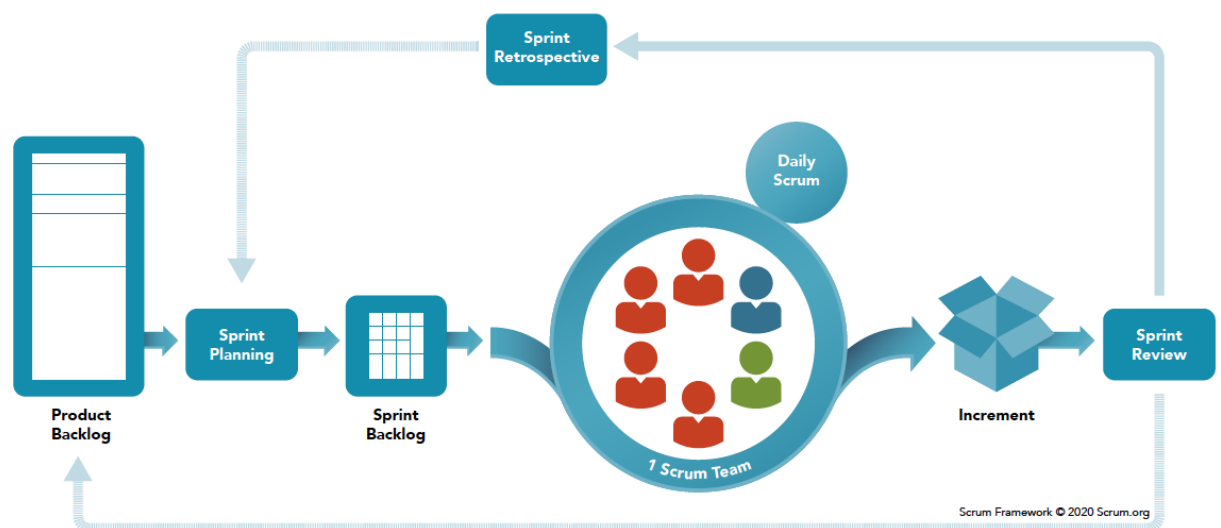 Sprint
Retrospective
Daily
Scrum
Sprint
Planning
Sprint
Review
Product
Backlog
Sprint
Backlog
Increment
1 Scrum Team
Scrum Framework © 2020 Scrum.org